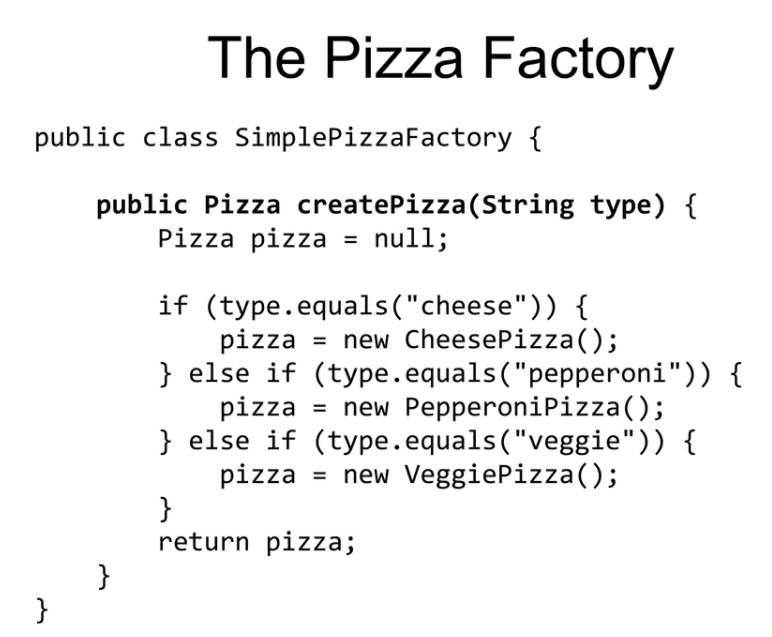 The Pizza Factory
public class SimplePizzaFactory {
    public Pizza createPizza(String type) {
        Pizza pizza = null;
        if (type.equals("cheese")) {
            pizza = new CheesePizza();
        } else if (type.equals("pepperoni")) {
            pizza = new PepperoniPizza();
        } else if (type.equals("veggie")) {
            pizza = new VeggiePizza();
        }
        return pizza;
    }
}